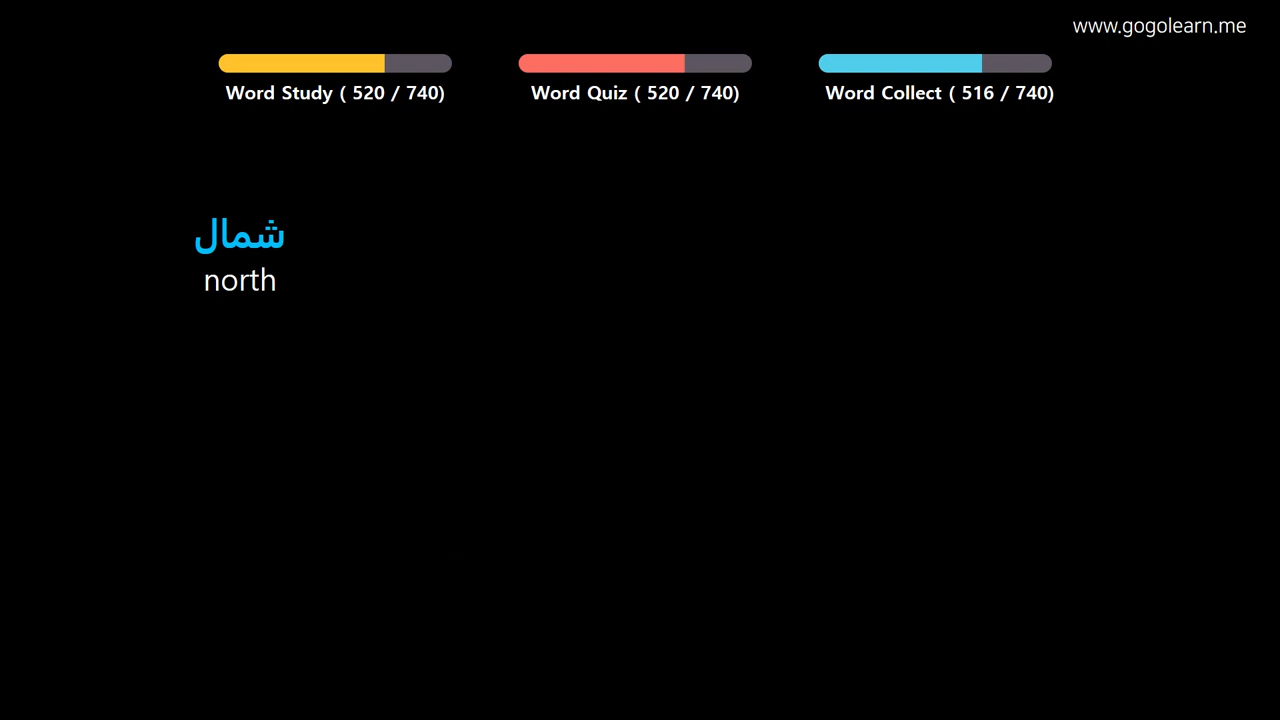 www.gogolearn.me
Word Study ( 520 / 740)
Word Quiz ( 520 / 740)
Word Collect ( 516 / 740)
شمال
north